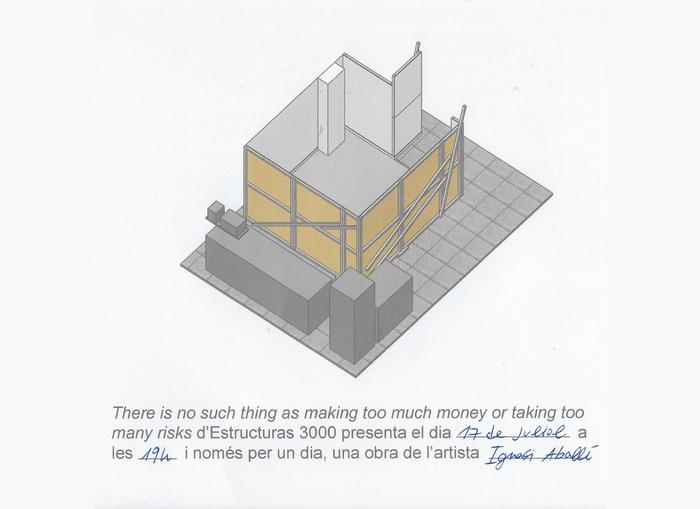 There is no such thing as making too much money or taking too
many risks d’Estructuras 3000 presenta el dia 17 de juliol a
les 19h i només per un dia, una obra de l’artista Ignasi Aballí